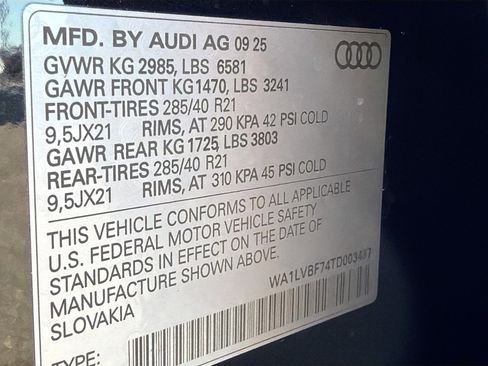 MFD. BY AUDI AG 09 25
GVWR KG 2985, LBS 6581
GAWR FRONT KG1470, LBS 3241
FRONT-TIRES 285/40 R21
9,5JX21 RIMS, AT 290 KPA 42 PSI COLD
GAWR REAR KG 1725, LBS 3803
REAR-TIRES 285/40 R21
9,5JX21 RIMS, AT 310 KPA 45 PSI COLD
THIS VEHICLE CONFORMS TO ALL APPLICABLE
U.S. FEDERAL MOTOR VEHICLE SAFETY
STANDARDS IN EFFECT ON THE DATE OF
MANUFACTURE SHOWN ABOVE.
SLOVAKIA
TYPE: